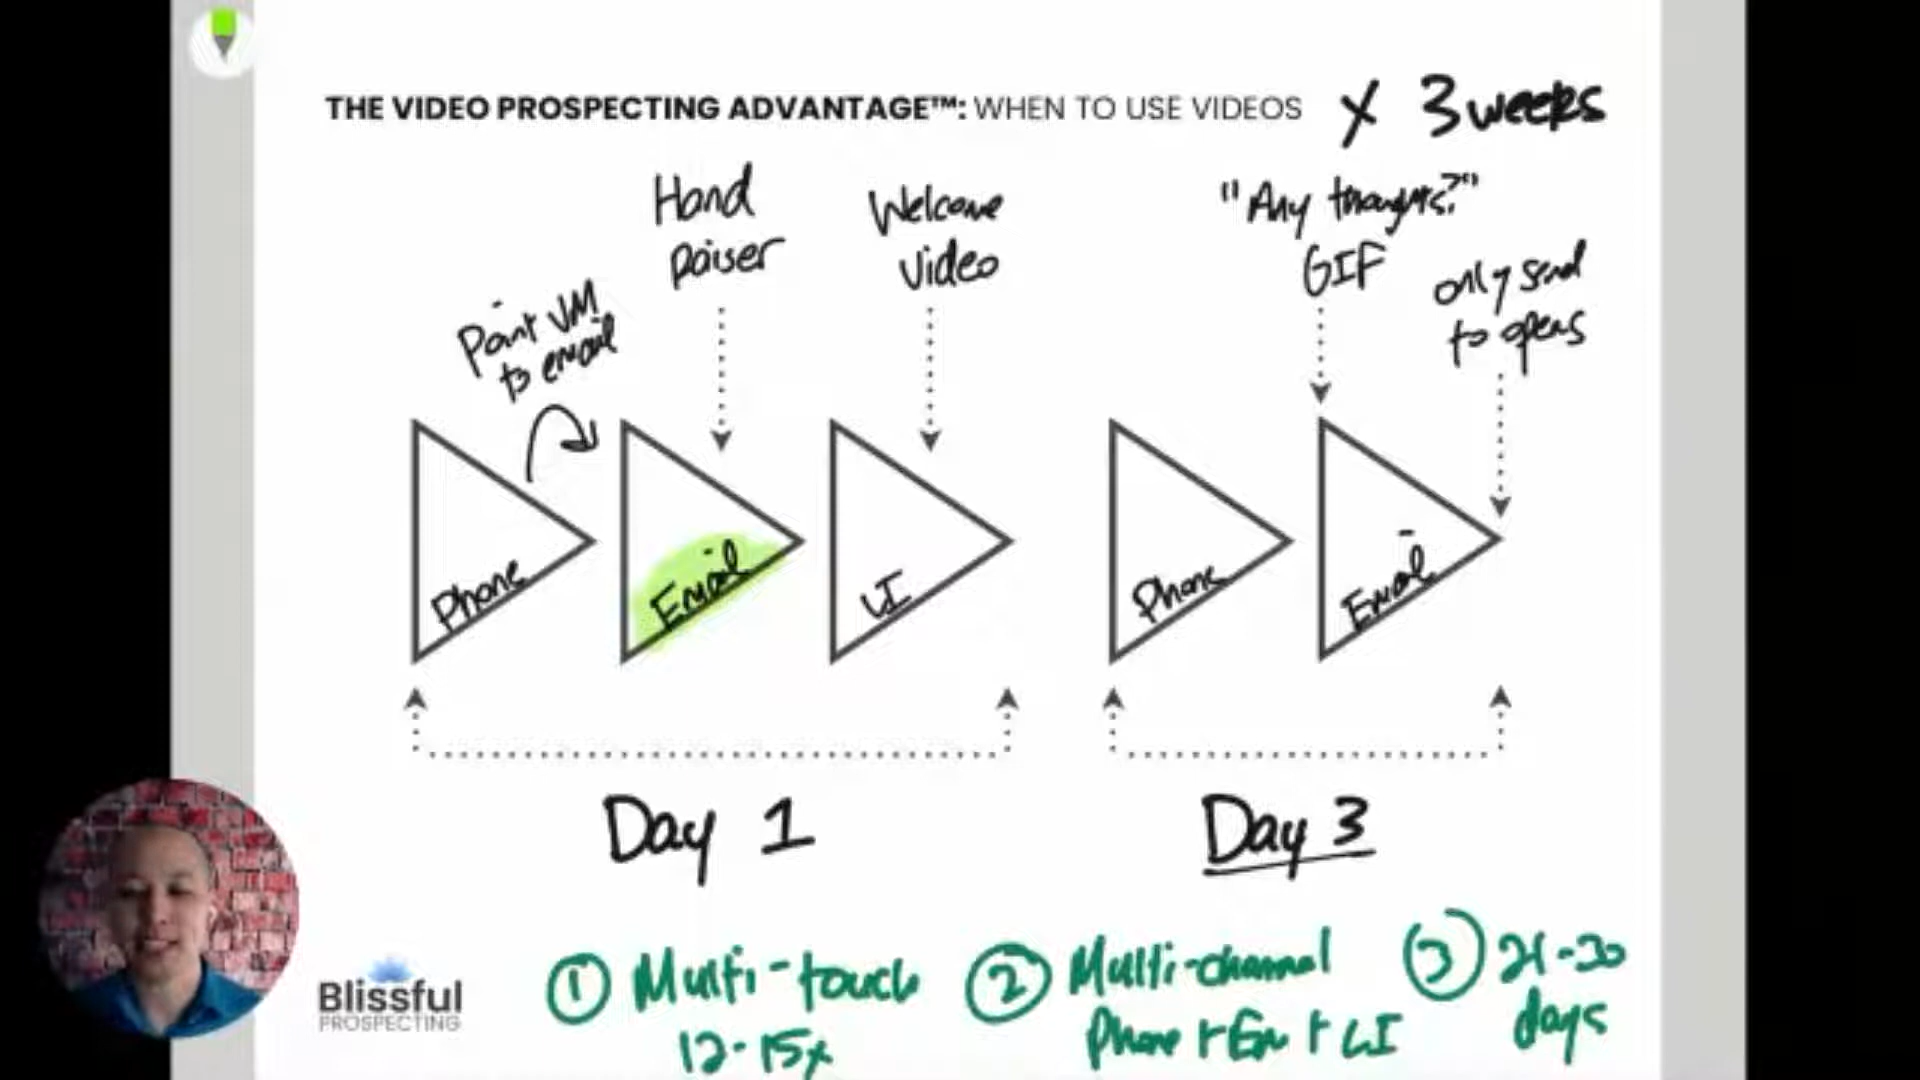 THE VIDEO PROSPECTING ADVANTAGE™: WHEN TO USE VIDEOS x 3 weeks
Hand
Raiser
Welcome
Video
"Any thoughts?"
GIF
only send
to opens
Point VM
to email
Phone
Email
LI
Phone
Email
Day 1
Day 3
① Multi-touch
12-15x
② Multi-channel
Phone + Em + LI
③ 21-30
days
Blissful
PROSPECTING